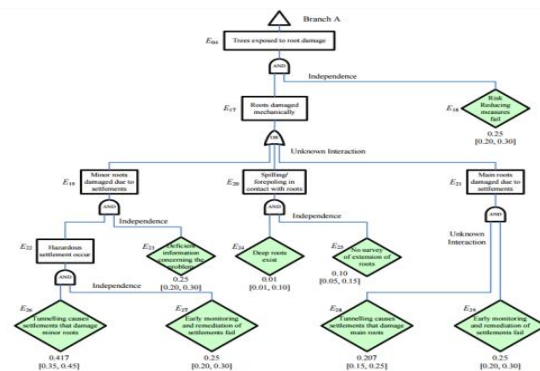 Branch A
E04
Trees exposed to root damage
AND
Independence
E17
Roots damaged
mechanically
E18
Risk
Reducing
measures
fail
0.25
[0.20, 0.30]
OR
Unknown Interaction
E19
Minor roots
damaged due to
settlements
E20
Spilling/
forepoling in
contact with roots
E21
Main roots
damaged due to
settlements
AND
Independence
AND
Independence
AND
Unknown
Interaction
E22
Hazardous
settlement occur
E23
Deficient
information
concerning the
problem
0.25
[0.20, 0.30]
E24
Deep roots
exist
0.01
[0.01, 0.10]
E25
No survey
of extension of
roots
0.10
[0.05, 0.15]
AND
Independence
E26
Tunnelling causes
settlements that damage
minor roots
0.417
[0.35, 0.45]
E27
Early monitoring
and remediation of
settlements fail
0.25
[0.20, 0.30]
E28
Tunnelling causes
settlements that damage
main roots
0.207
[0.15, 0.25]
E29
Early monitoring
and remediation of
settlements fail
0.25
[0.20, 0.30]